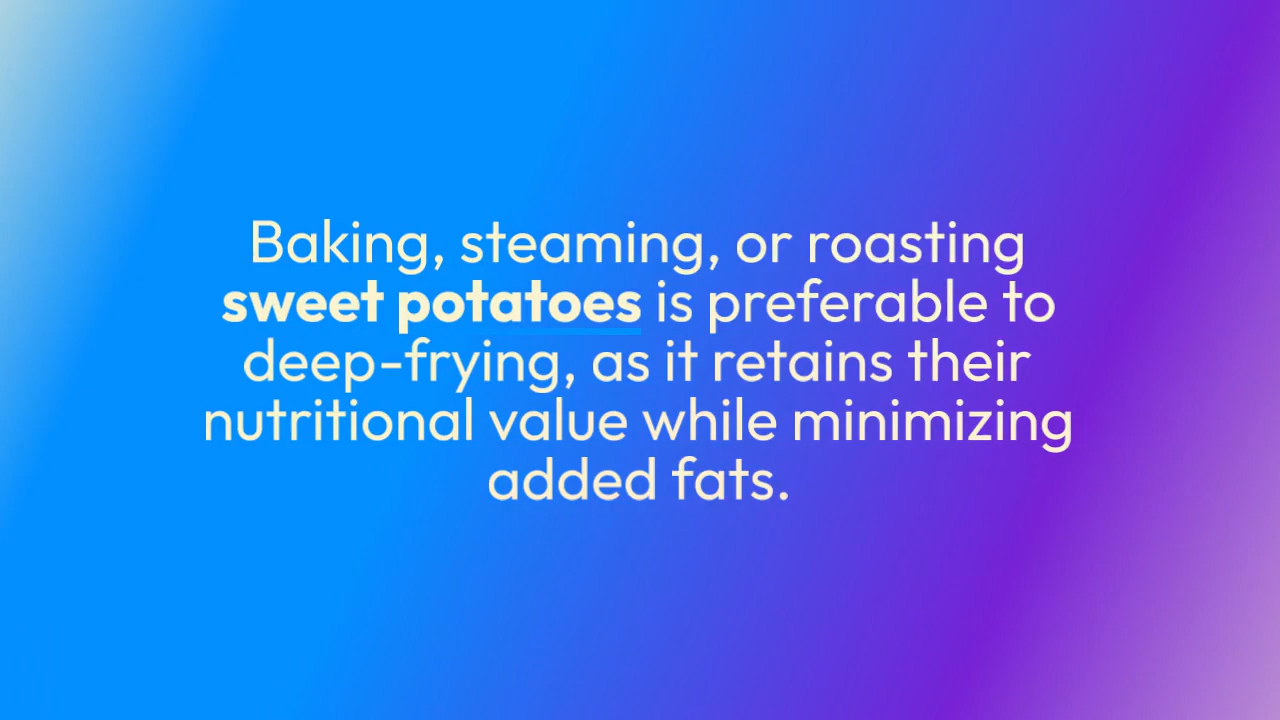 Baking, steaming, or roasting
sweet potatoes is preferable to
deep-frying, as it retains their
nutritional value while minimizing
added fats.